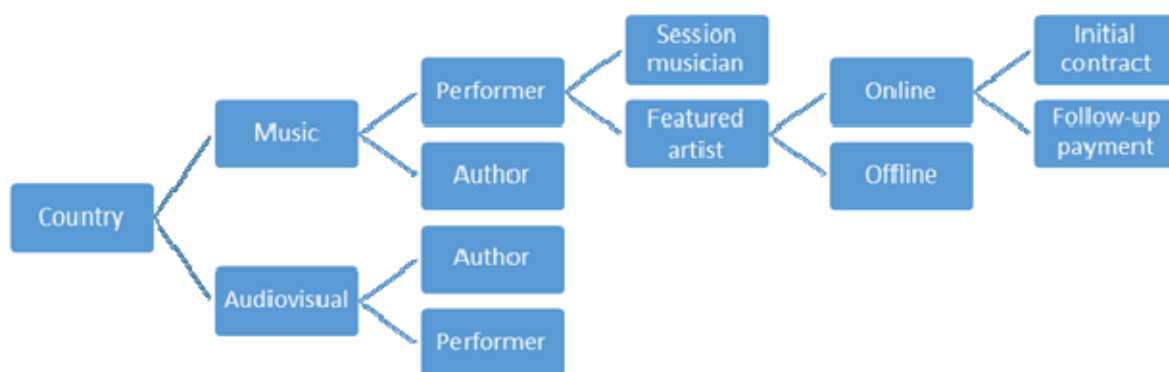 Country
Music
Audiovisual
Performer
Author
Author
Performer
Session
musician
Featured
artist
Online
Offline
Initial
contract
Follow-up
payment